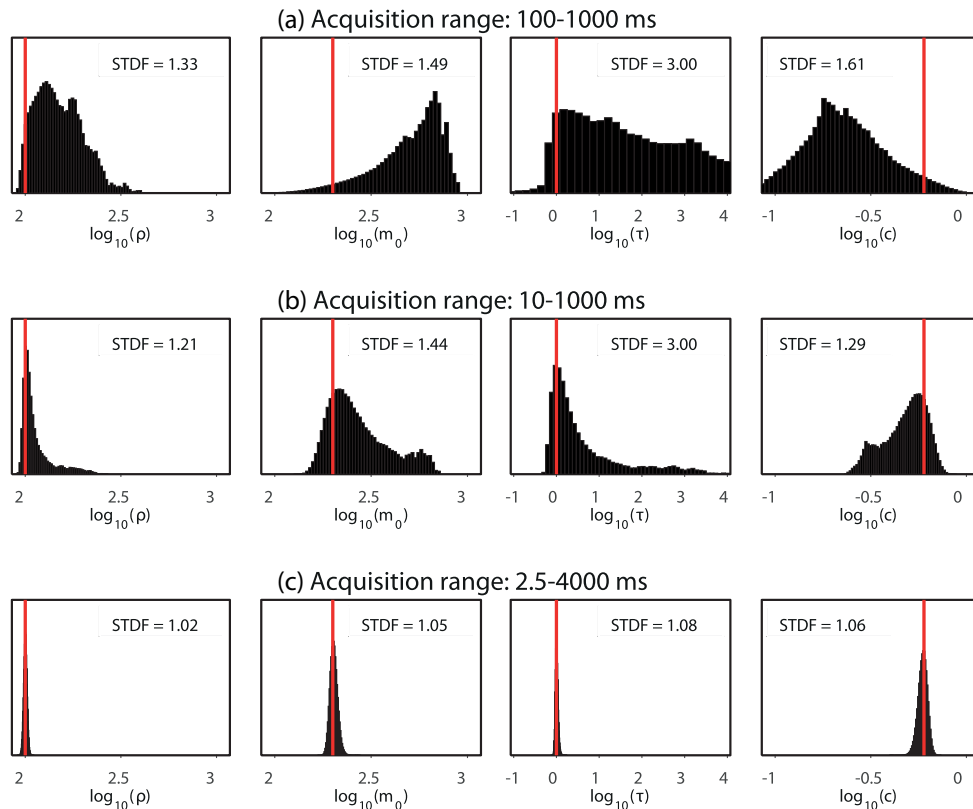 (a) Acquisition range: 100-1000 ms
STDF = 1.33 STDF = 1.49 STDF = 3.00 STDF = 1.61
2 2.5 3 2 2.5 3 -1 0 1 2 3 4 -1 -0.5 0
log10(ρ) log10(m0) log10(τ) log10(c)
(b) Acquisition range: 10-1000 ms
STDF = 1.21 STDF = 1.44 STDF = 3.00 STDF = 1.29
2 2.5 3 2 2.5 3 -1 0 1 2 3 4 -1 -0.5 0
log10(ρ) log10(m0) log10(τ) log10(c)
(c) Acquisition range: 2.5-4000 ms
STDF = 1.02 STDF = 1.05 STDF = 1.08 STDF = 1.06
2 2.5 3 2 2.5 3 -1 0 1 2 3 4 -1 -0.5 0
log10(ρ) log10(m0) log10(τ) log10(c)